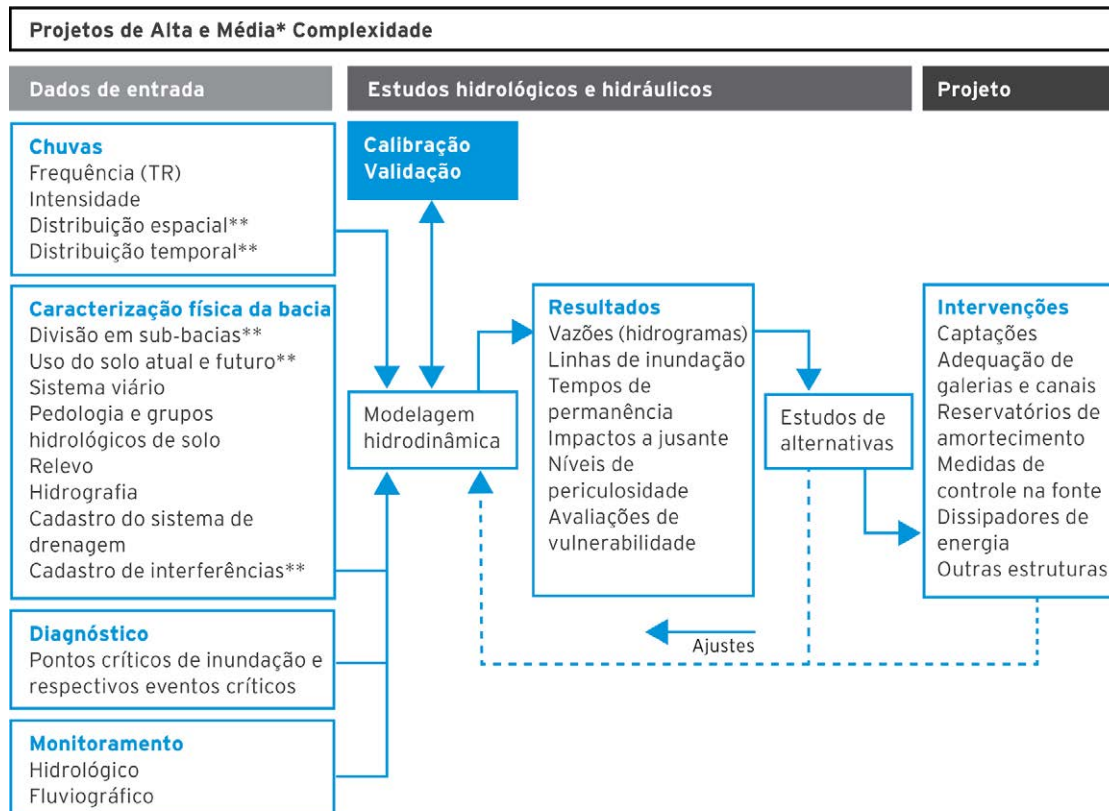 Projetos de Alta e Média* Complexidade
Dados de entrada
Estudos hidrológicos e hidráulicos
Projeto
Chuvas
Frequência (TR)
Intensidade
Distribuição espacial**
Distribuição temporal**
Caracterização física da bacia
Divisão em sub-bacias**
Uso do solo atual e futuro**
Sistema viário
Pedologia e grupos
hidrológicos de solo
Relevo
Hidrografia
Cadastro do sistema de
drenagem
Cadastro de interferências**
Diagnóstico
Pontos críticos de inundação e
respectivos eventos críticos
Monitoramento
Hidrológico
Fluviográfico
Calibração
Validação
Modelagem
hidrodinâmica
Resultados
Vazões (hidrogramas)
Linhas de inundação
Tempos de
permanência
Impactos a jusante
Níveis de
periculosidade
Avaliações de
vulnerabilidade
Estudos de
alternativas
Ajustes
Intervenções
Captações
Adequação de
galerias e canais
Reservatórios de
amortecimento
Medidas de
controle na fonte
Dissipadores de
energia
Outras estruturas